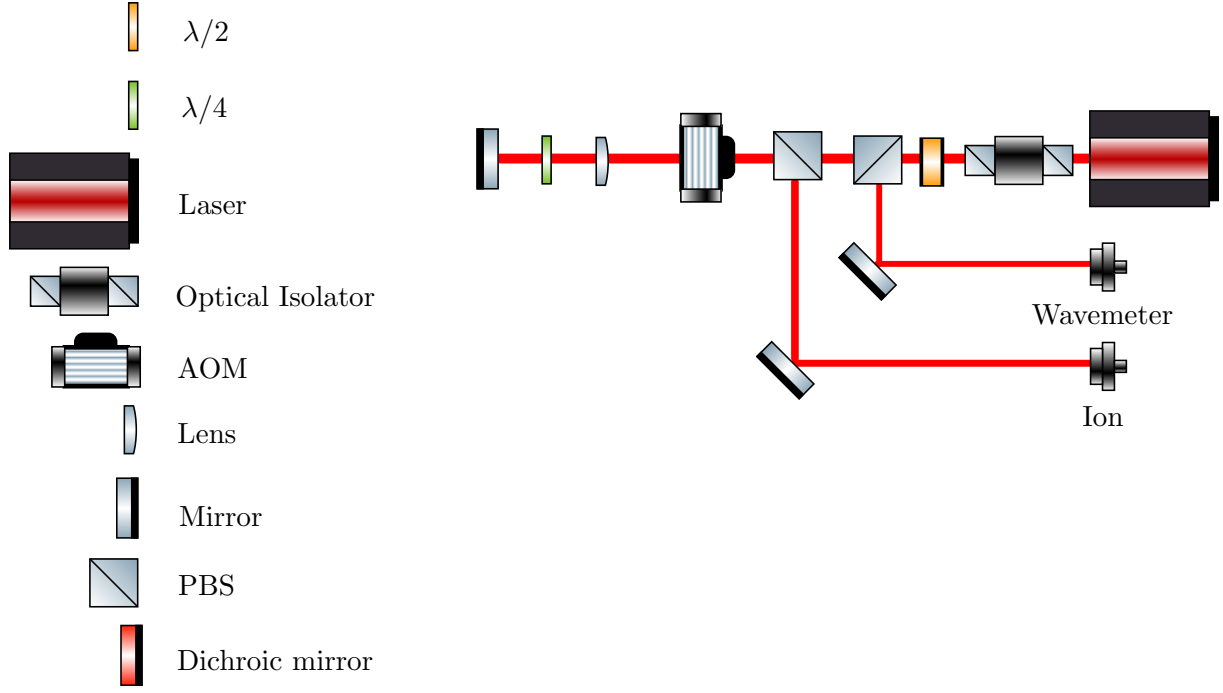 λ/2
λ/4
Laser
Optical Isolator
AOM
Lens
Mirror
PBS
Dichroic mirror
Wavemeter
Ion